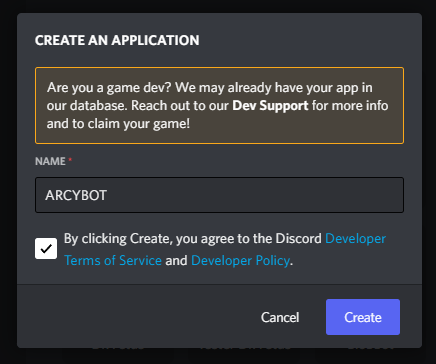 CREATE AN APPLICATION
Are you a game dev? We may already have your app in
our database. Reach out to our Dev Support for more info
and to claim your game!
NAME *
ARCYBOT
By clicking Create, you agree to the Discord Developer
Terms of Service and Developer Policy.
Cancel Create